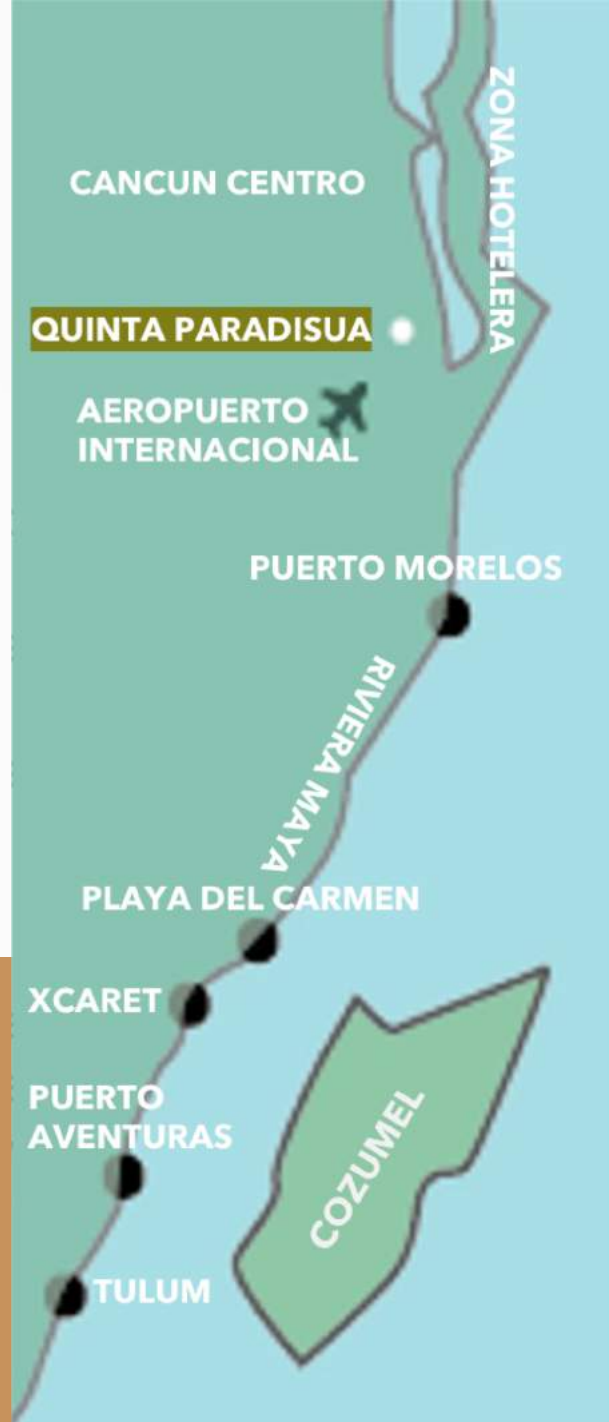 ZONA HOTELERA
CANCUN CENTRO
QUINTA PARADISUA
AEROPUERTO
INTERNACIONAL
PUERTO MORELOS
RIVIERA MAYA
PLAYA DEL CARMEN
XCARET
PUERTO
AVENTURAS
COZUMEL
TULUM